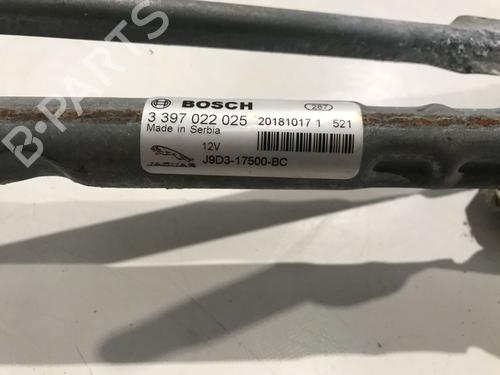 BOSCH
287
3 397 022 025 20181017 1 521
Made in Serbia
12V
JAGUAR J9D3-17500-BC
B-PARTS